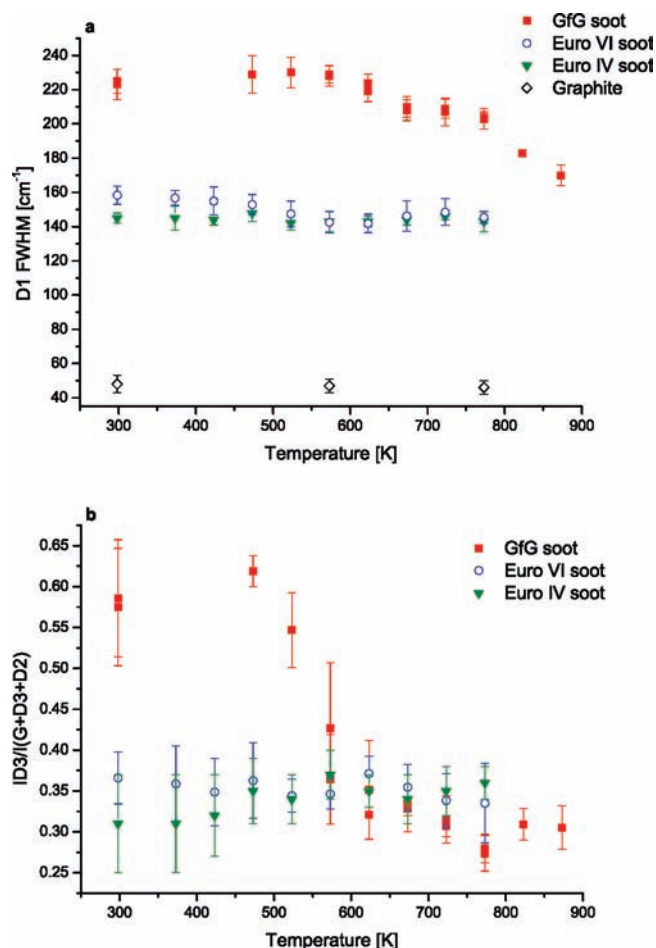 a
GfG soot
Euro VI soot
Euro IV soot
Graphite
240
220
200
180
160
140
120
100
80
60
40
D1 FWHM [cm⁻¹]
300 400 500 600 700 800 900
Temperature [K]
b
GfG soot
Euro VI soot
Euro IV soot
0.65
0.60
0.55
0.50
0.45
0.40
0.35
0.30
0.25
ID3/I(G+D3+D2)
300 400 500 600 700 800 900
Temperature [K]